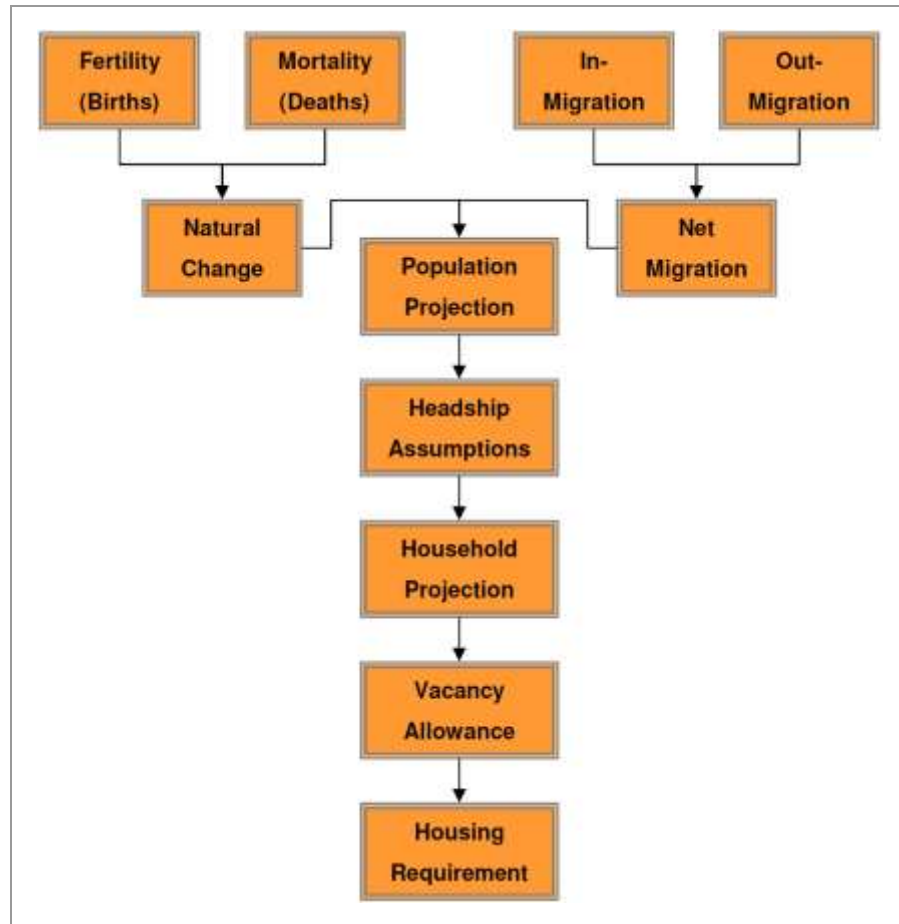 Fertility
(Births)
Mortality
(Deaths)
In-
Migration
Out-
Migration
Natural
Change
Net
Migration
Population
Projection
Headship
Assumptions
Household
Projection
Vacancy
Allowance
Housing
Requirement